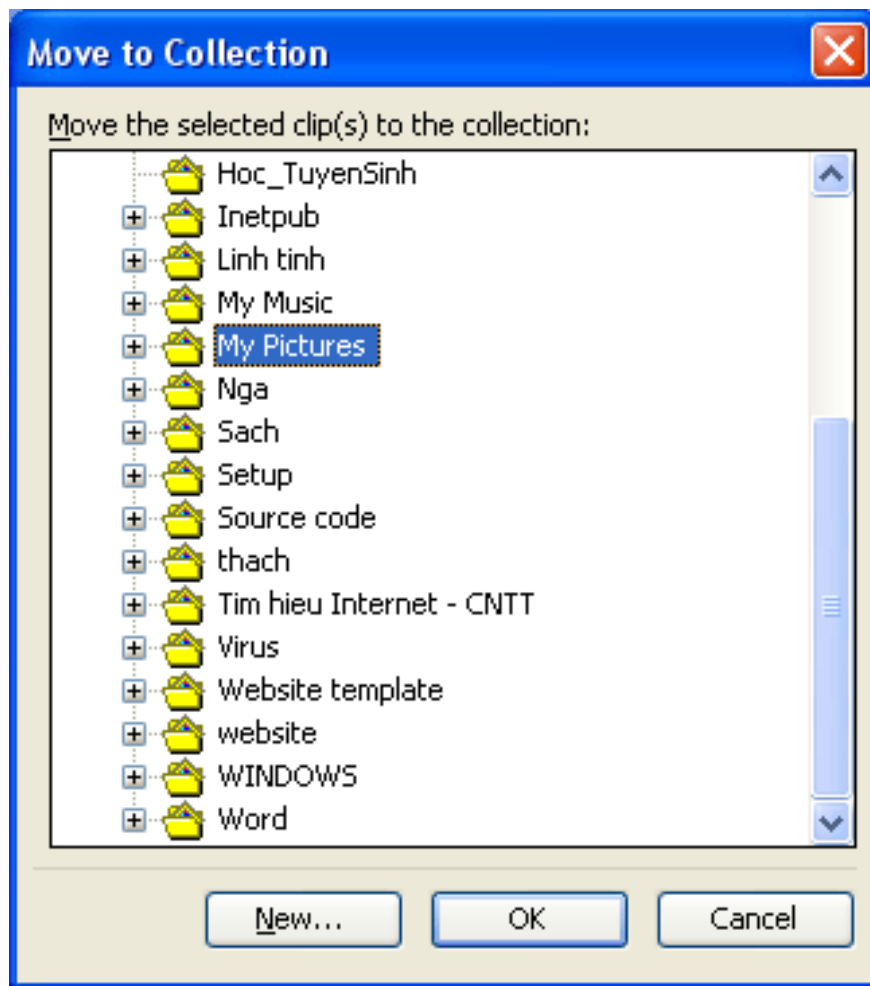 Move to Collection
Move the selected clip(s) to the collection:
Hoc_TuyenSinh
Inetpub
Linh tinh
My Music
My Pictures
Nga
Sach
Setup
Source code
thach
Tim hieu Internet - CNTT
Virus
Website template
website
WINDOWS
Word
New... OK Cancel